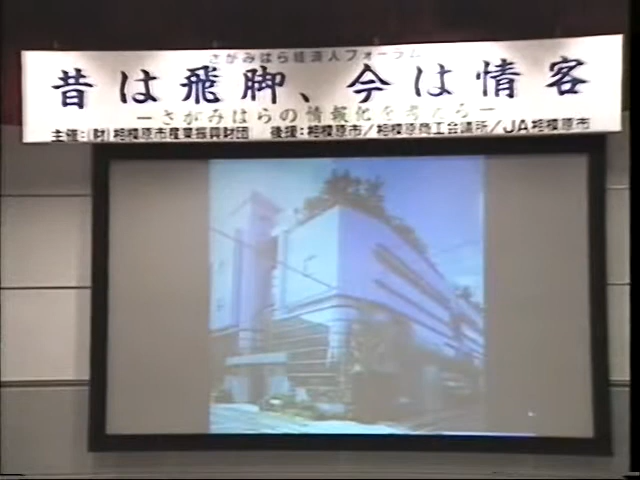 さがみはら経済人フォーラム
昔は飛脚、今は情客
ーさがみはらの情報化を考えるー
主催:(財)相模原市産業振興財団 後援:相模原市/相模原商工会議所/JA相模原市